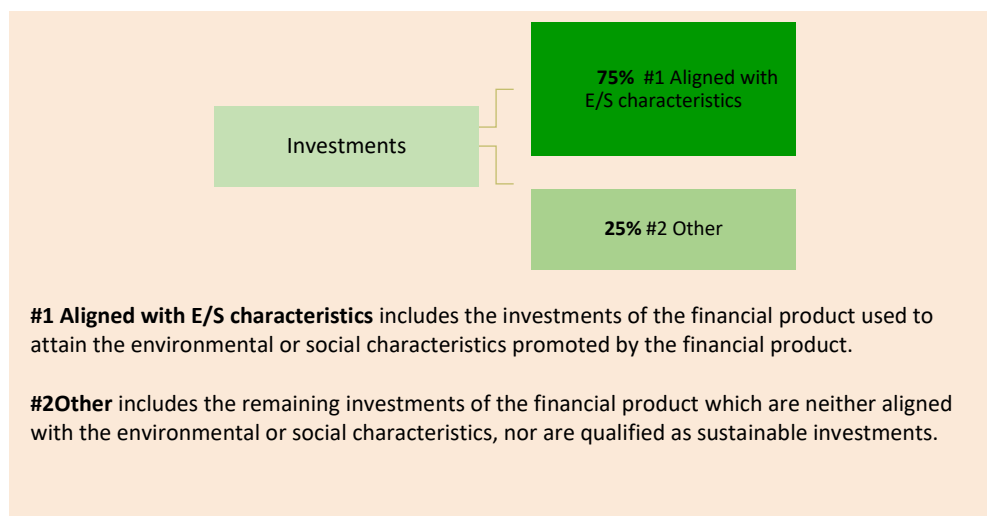 75% #1 Aligned with
E/S characteristics
Investments
25% #2 Other
#1 Aligned with E/S characteristics includes the investments of the financial product used to
attain the environmental or social characteristics promoted by the financial product.
#2Other includes the remaining investments of the financial product which are neither aligned
with the environmental or social characteristics, nor are qualified as sustainable investments.